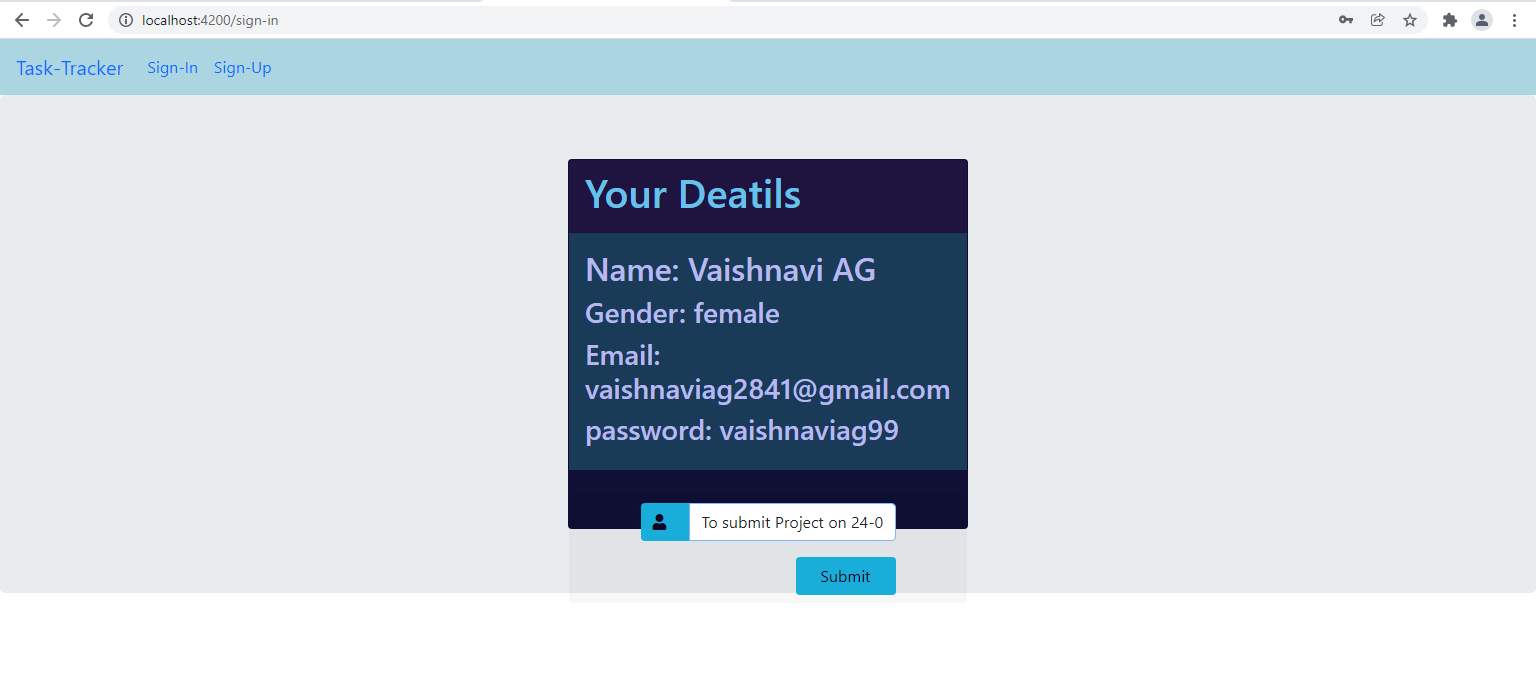 localhost:4200/sign-in
Task-Tracker Sign-In Sign-Up
Your Deatils
Name: Vaishnavi AG
Gender: female
Email:
vaishnaviag2841@gmail.com
password: vaishnaviag99
To submit Project on 24-0
Submit